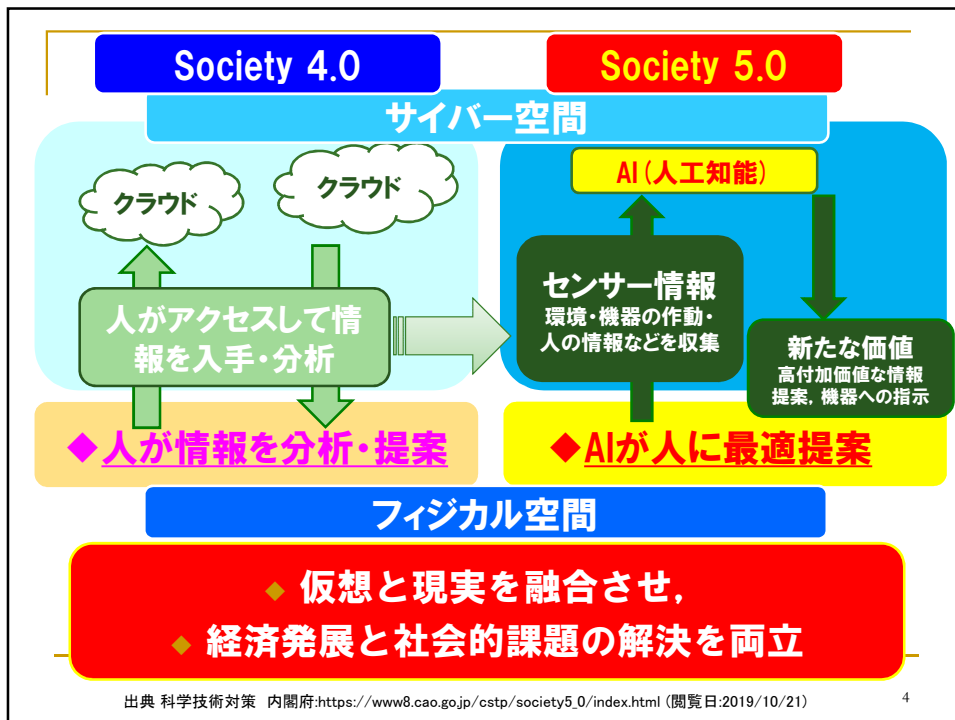 Society 4.0
Society 5.0
サイバー空間
クラウド
クラウド
AI(人工知能)
人がアクセスして情
報を入手・分析
センサー情報
環境・機器の作動・
人の情報などを収集
新たな価値
高付加価値な情報
提案, 機器への指示
◆人が情報を分析・提案
◆AIが人に最適提案
フィジカル空間
◆ 仮想と現実を融合させ,
◆ 経済発展と社会的課題の解決を両立
出典 科学技術対策 内閣府:https://www8.cao.go.jp/cstp/society5_0/index.html (閲覧日:2019/10/21)
4